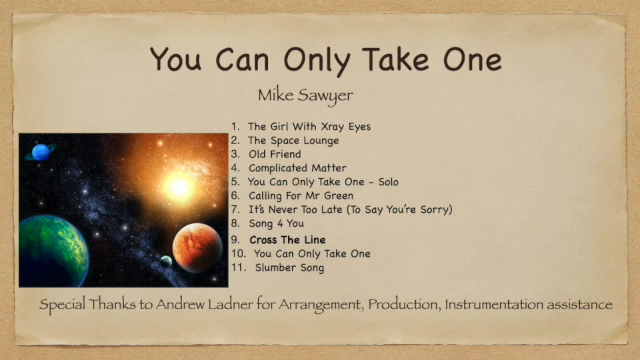 You Can Only Take One
Mike Sawyer
1. The Girl With Xray Eyes
2. The Space Lounge
3. Old Friend
4. Complicated Matter
5. You Can Only Take One - Solo
6. Calling For Mr Green
7. It's Never Too Late (To Say You're Sorry)
8. Song 4 You
9. Cross The Line
10. You Can Only Take One
11. Slumber Song
Special Thanks to Andrew Ladner for Arrangement, Production, Instrumentation assistance